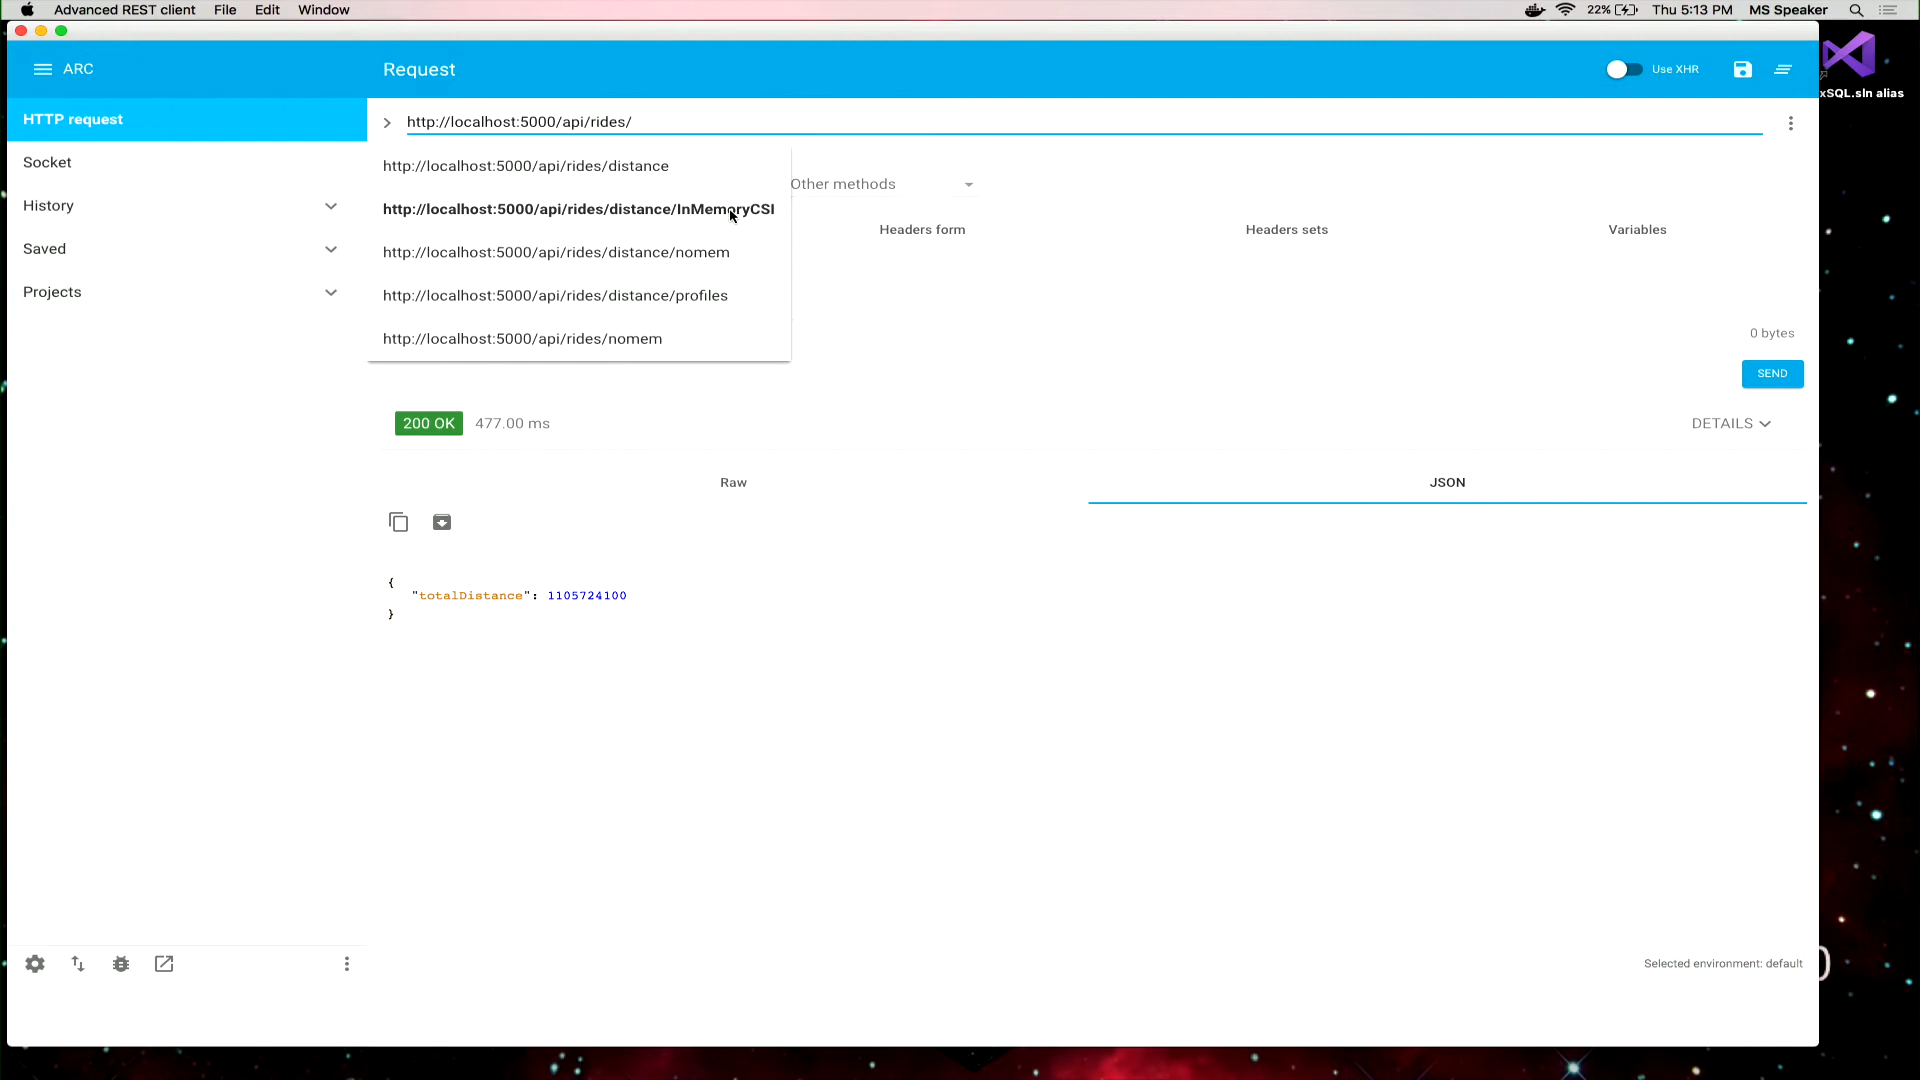 Advanced REST client File Edit Window 22% Thu 5:13 PM MS Speaker
ARC
Request
Use XHR
xSQL.sln alias
HTTP request
http://localhost:5000/api/rides/
Socket
http://localhost:5000/api/rides/distance
Other methods
History
http://localhost:5000/api/rides/distance/InMemoryCSI
Headers form
Headers sets
Variables
Saved
http://localhost:5000/api/rides/distance/nomem
Projects
http://localhost:5000/api/rides/distance/profiles
http://localhost:5000/api/rides/nomem
0 bytes
SEND
200 OK 477.00 ms
DETAILS
Raw
JSON
{
"totalDistance": 1105724100
}
Selected environment: default